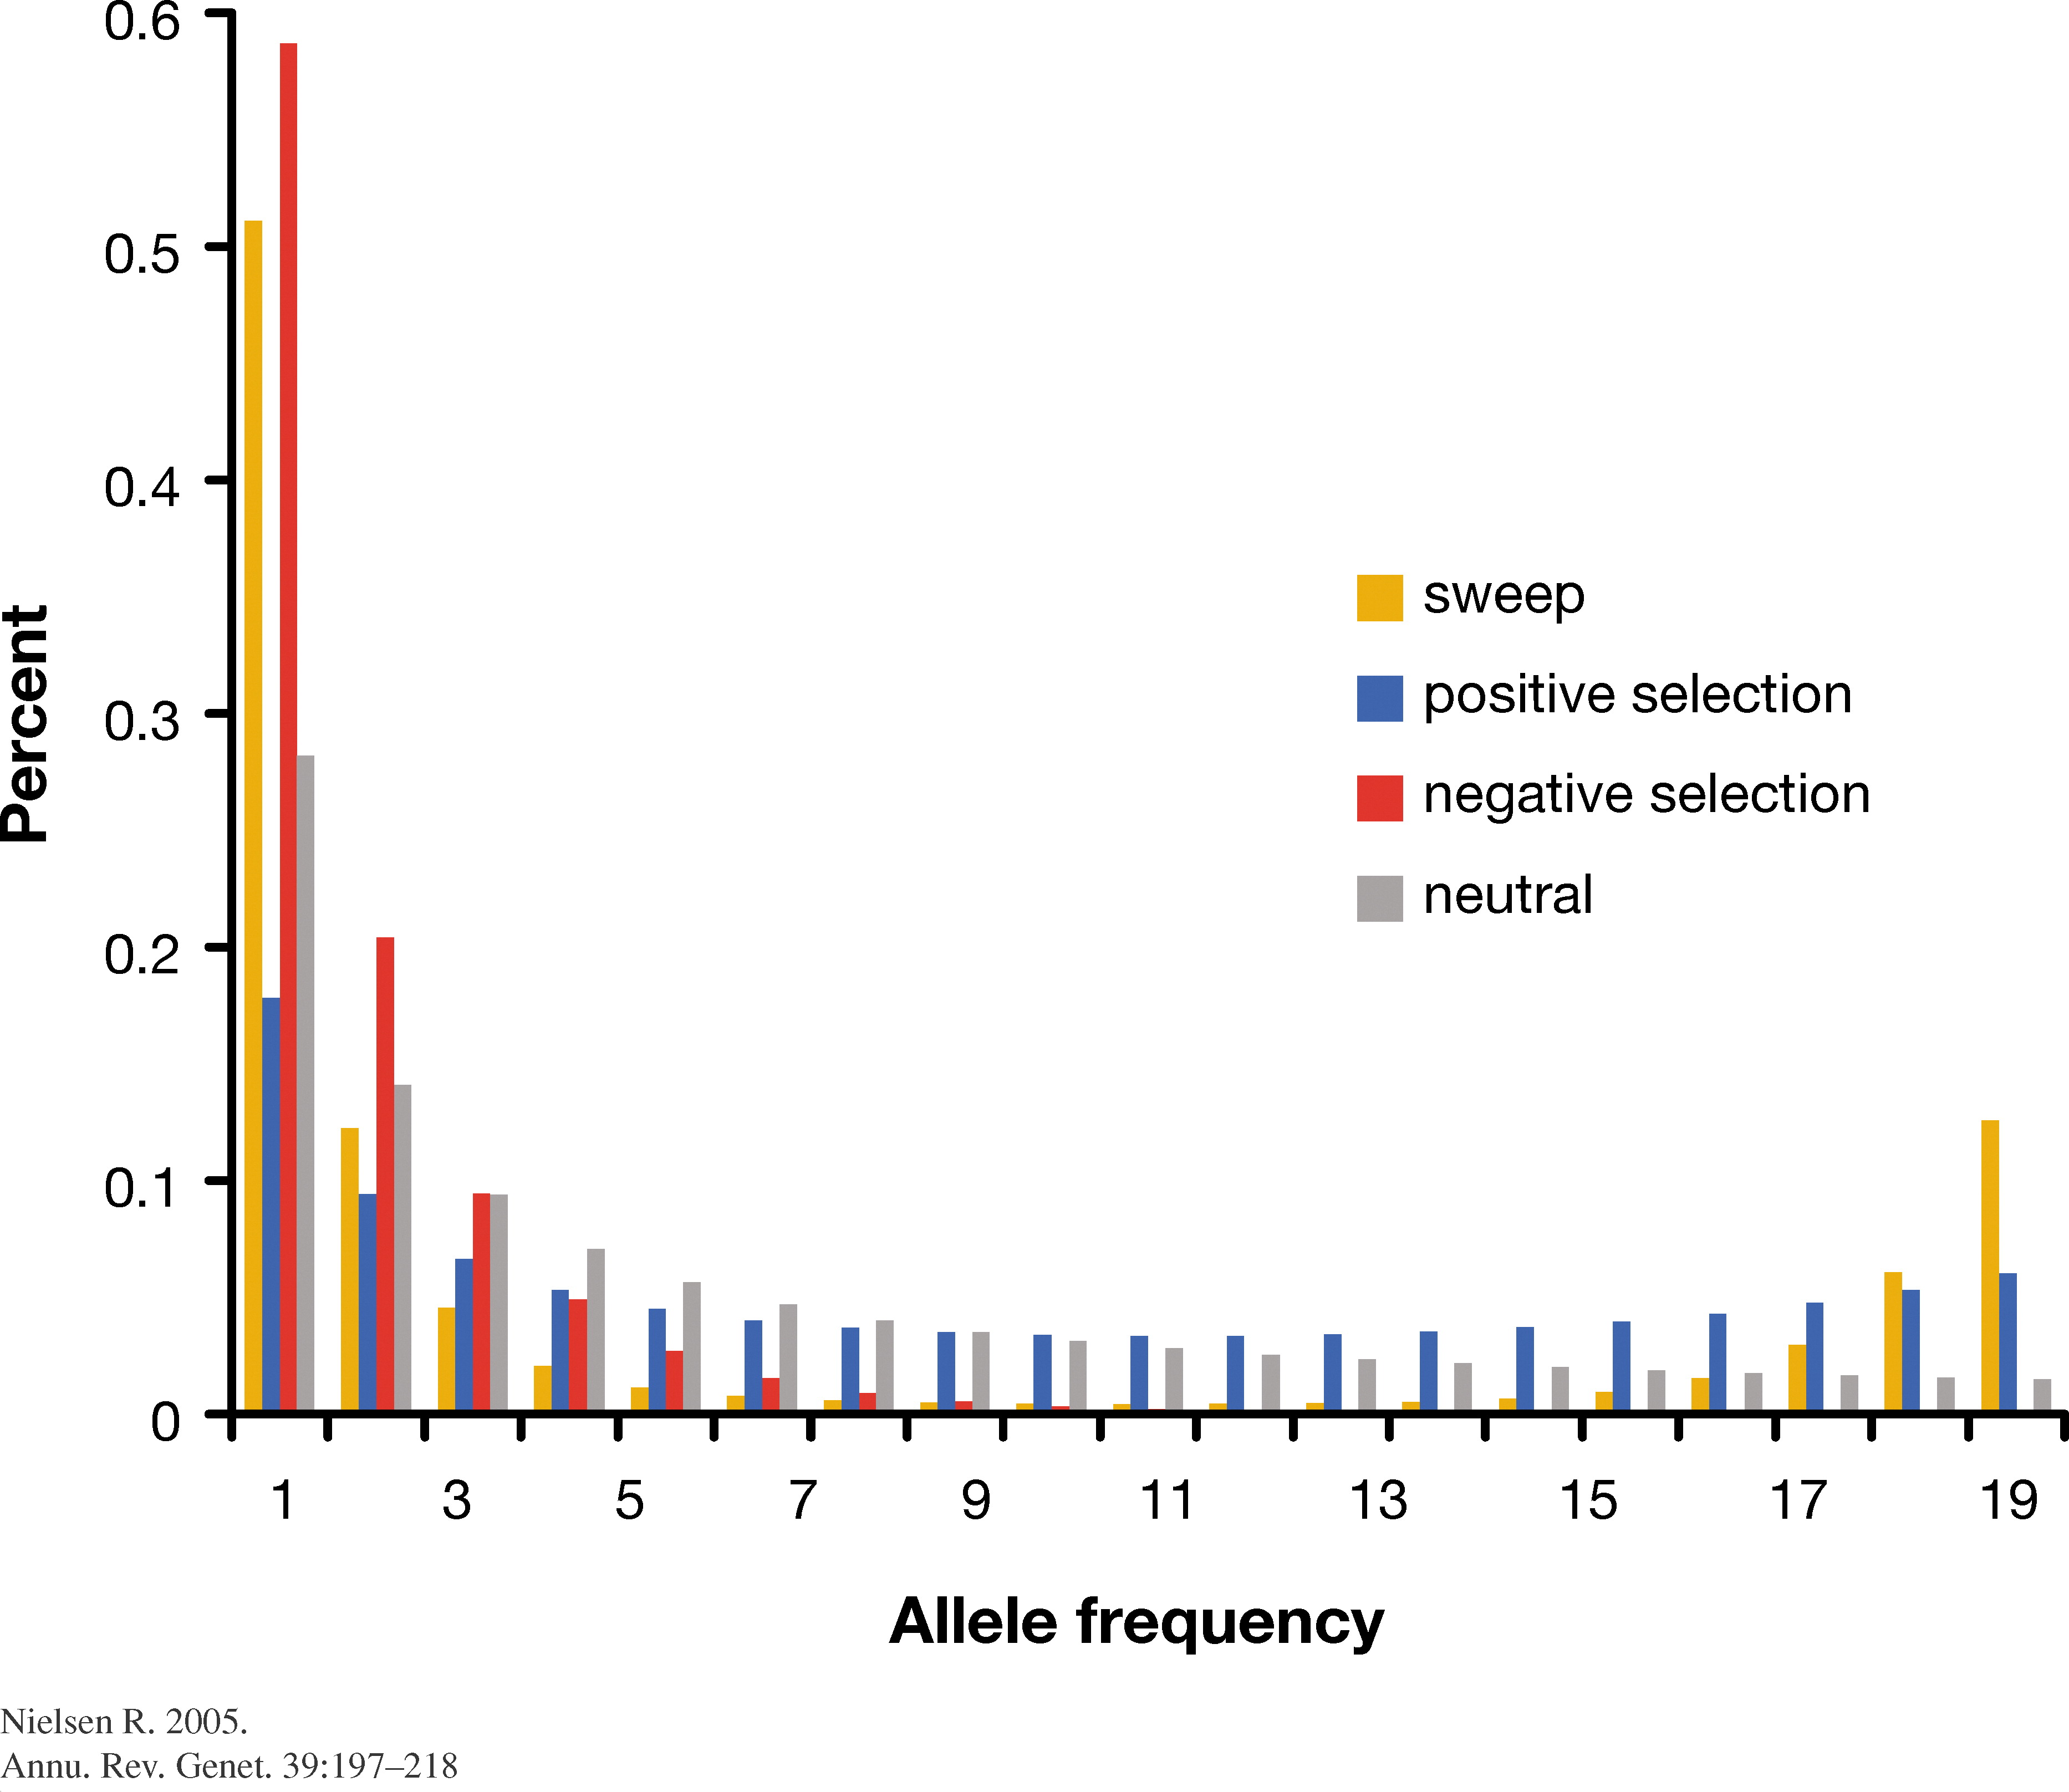 0.6
0.5
0.4
0.3
0.2
0.1
0
Percent
sweep
positive selection
negative selection
neutral
1 3 5 7 9 11 13 15 17 19
Allele frequency
Nielsen R. 2005.
Annu. Rev. Genet. 39:197–218